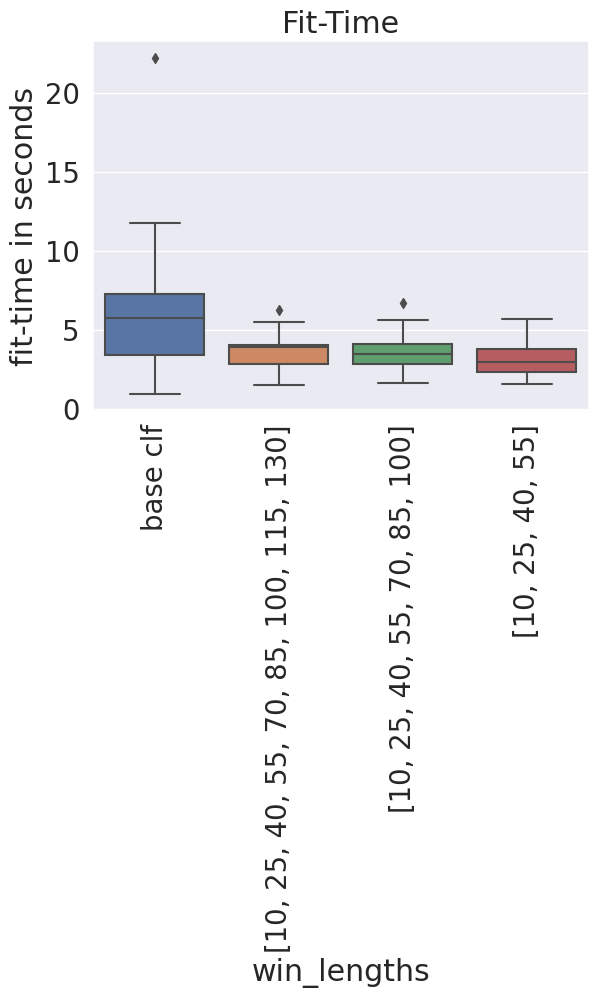 Fit-Time
fit-time in seconds
20
15
10
5
0
base clf
[10, 25, 40, 55, 70, 85, 100, 115, 130]
[10, 25, 40, 55, 70, 85, 100]
[10, 25, 40, 55]
win_lengths